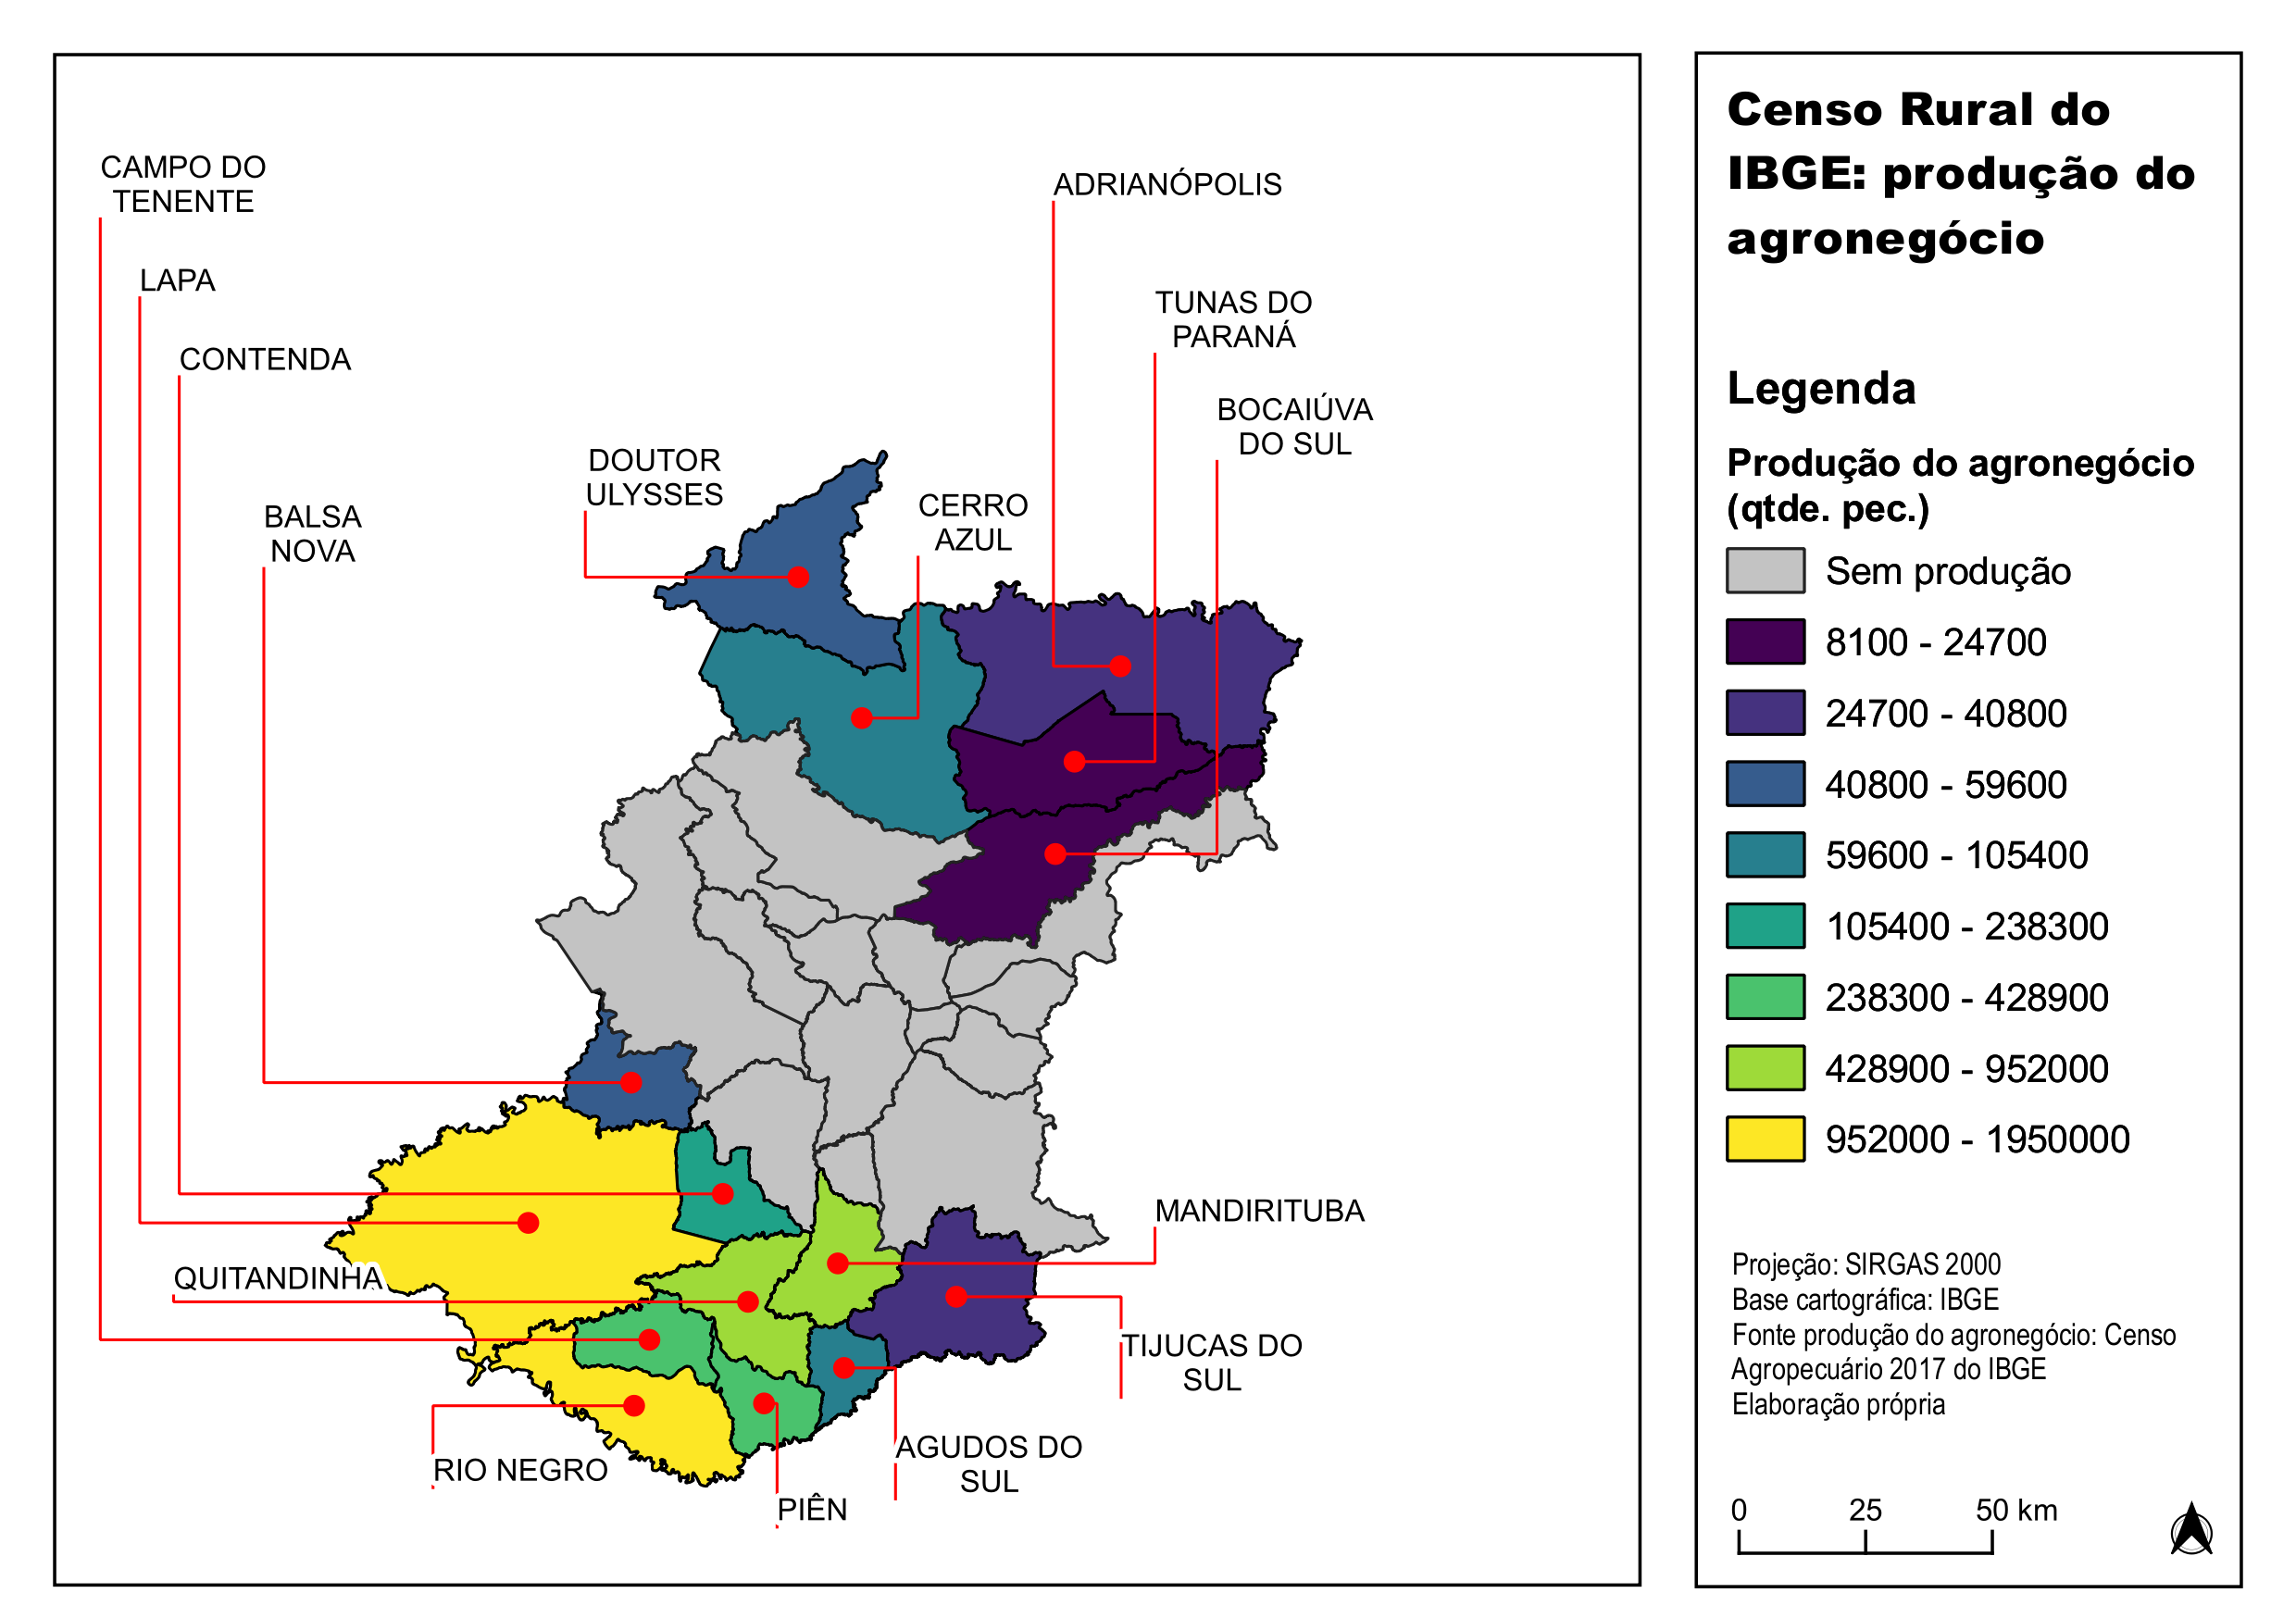 CAMPO DO
TENENTE
LAPA
CONTENDA
BALSA
NOVA
DOUTOR
ULYSSES
CERRO
AZUL
ADRIANÓPOLIS
TUNAS DO
PARANÁ
BOCAIÚVA
DO SUL
MANDIRITUBA
QUITANDINHA
TIJUCAS DO
SUL
AGUDOS DO
SUL
RIO NEGRO
PIÊN
Censo Rural do
IBGE: produção do
agronegócio
Legenda
Produção do agronegócio
(qtde. pec.)
Sem produção
8100 - 24700
24700 - 40800
40800 - 59600
59600 - 105400
105400 - 238300
238300 - 428900
428900 - 952000
952000 - 1950000
Projeção: SIRGAS 2000
Base cartográfica: IBGE
Fonte produção do agronegócio: Censo
Agropecuário 2017 do IBGE
Elaboração própria
0 25 50 km